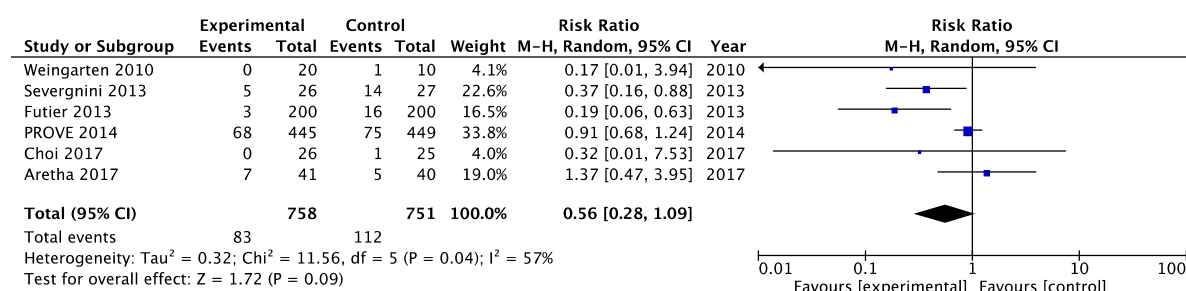 Experimental Control Risk Ratio Risk Ratio
Study or Subgroup Events Total Events Total Weight M-H, Random, 95% CI Year M-H, Random, 95% CI
Weingarten 2010 0 20 1 10 4.1% 0.17 [0.01, 3.94] 2010
Severgnini 2013 5 26 14 27 22.6% 0.37 [0.16, 0.88] 2013
Futier 2013 3 200 16 200 16.5% 0.19 [0.06, 0.63] 2013
PROVE 2014 68 445 75 449 33.8% 0.91 [0.68, 1.24] 2014
Choi 2017 0 26 1 25 4.0% 0.32 [0.01, 7.53] 2017
Aretha 2017 7 41 5 40 19.0% 1.37 [0.47, 3.95] 2017
Total (95% CI) 758 751 100.0% 0.56 [0.28, 1.09]
Total events 83 112
Heterogeneity: Tau² = 0.32; Chi² = 11.56, df = 5 (P = 0.04); I² = 57%
Test for overall effect: Z = 1.72 (P = 0.09)
0.01 0.1 1 10 100
Favours [experimental] Favours [control]